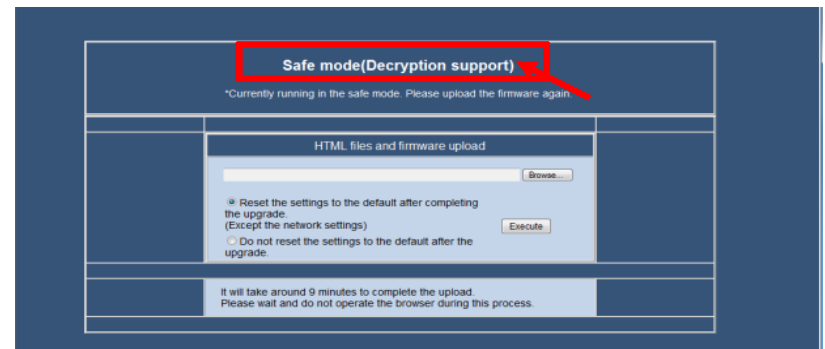 Safe mode(Decryption support)
*Currently running in the safe mode. Please upload the firmware again.
HTML files and firmware upload
Browse...
Reset the settings to the default after completing
the upgrade.
(Except the network settings)
Execute
Do not reset the settings to the default after the
upgrade.
It will take around 9 minutes to complete the upload.
Please wait and do not operate the browser during this process.